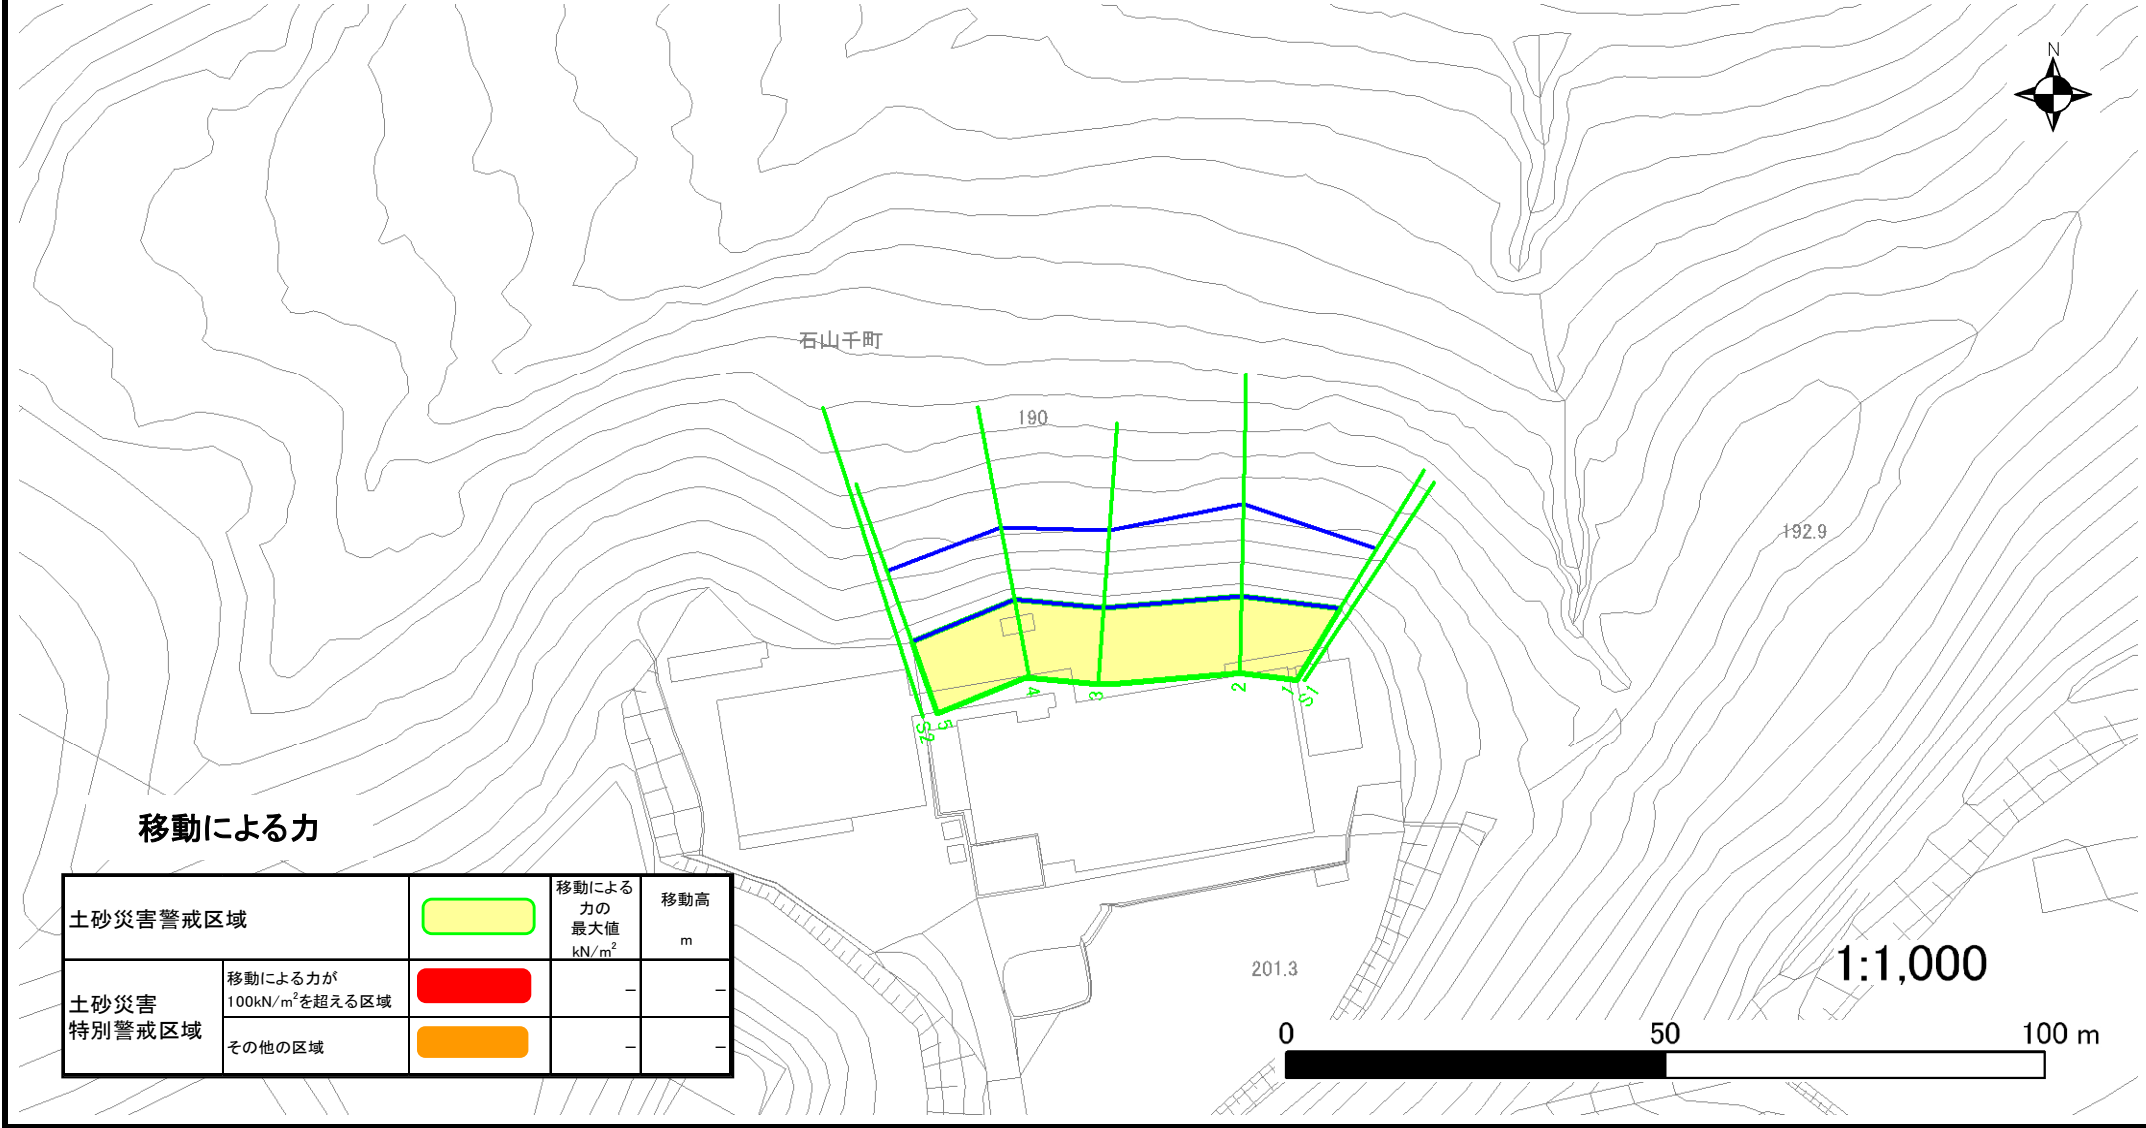 N
石山千町
190
192.9
S2
5
4
3
2
1
S1
移動による力
土砂災害警戒区域
移動による
力の
最大値
kN/m²
移動高
m
土砂災害
特別警戒区域
移動による力が
100kN/m²を超える区域
－
－
その他の区域
－
－
201.3
1:1,000
0
50
100 m